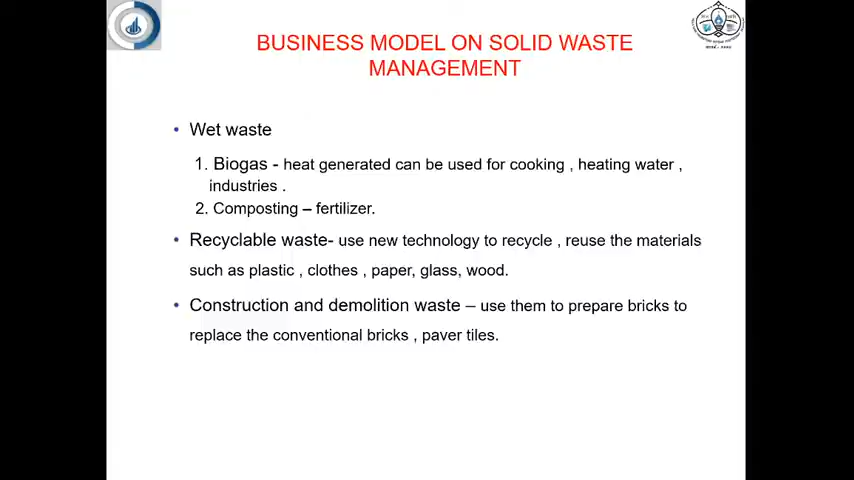 BUSINESS MODEL ON SOLID WASTE
MANAGEMENT
• Wet waste
1. Biogas - heat generated can be used for cooking , heating water ,
industries .
2. Composting – fertilizer.
• Recyclable waste- use new technology to recycle , reuse the materials
such as plastic , clothes , paper, glass, wood.
• Construction and demolition waste – use them to prepare bricks to
replace the conventional bricks , paver tiles.